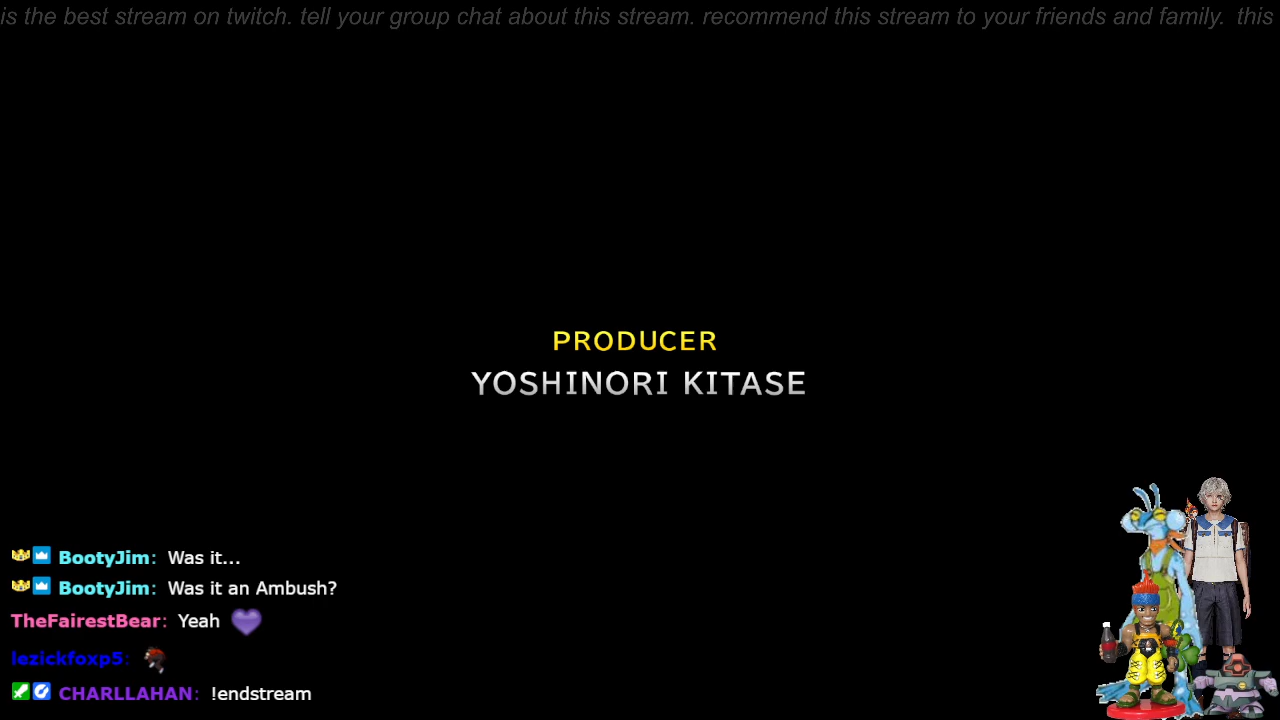 is the best stream on twitch. tell your group chat about this stream. recommend this stream to your friends and family. this
PRODUCER
YOSHINORI KITASE
BootyJim: Was it...
BootyJim: Was it an Ambush?
TheFairestBear: Yeah
lezickfoxp5:
CHARLLAHAN: !endstream